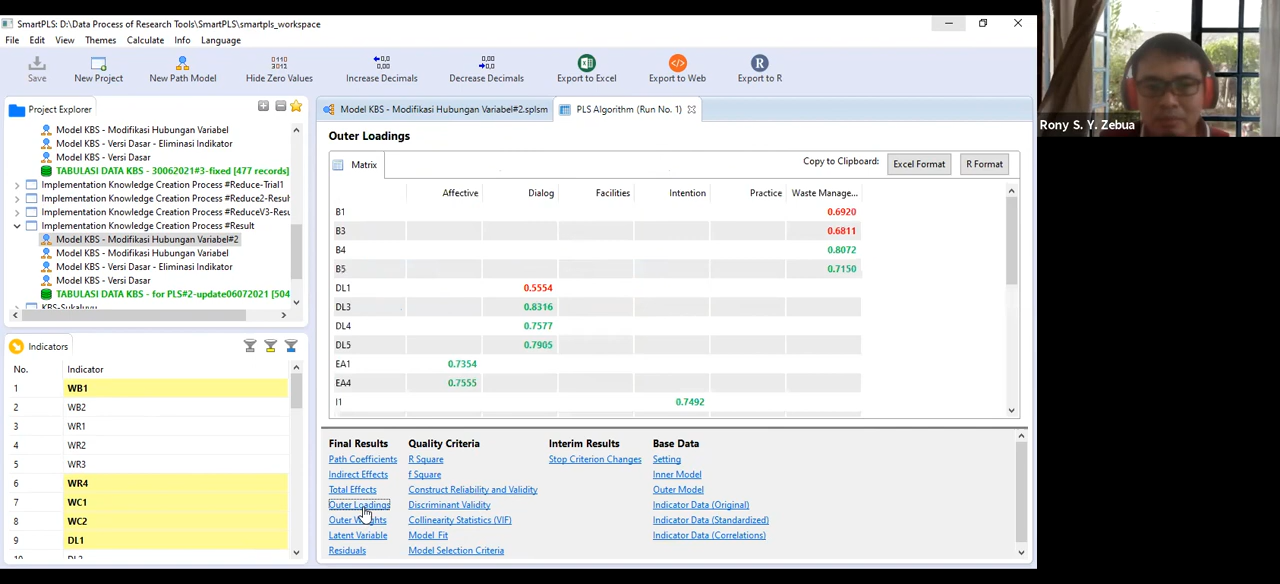 SmartPLS: D:\Data Process of Research Tools\SmartPLS\smartpls_workspace
File Edit View Themes Calculate Info Language
Save New Project New Path Model Hide Zero Values Increase Decimals Decrease Decimals Export to Excel Export to Web Export to R
Project Explorer
Model KBS - Modifikasi Hubungan Variabel
Model KBS - Versi Dasar - Eliminasi Indikator
Model KBS - Versi Dasar
TABULASI DATA KBS - 30062021#3-fixed [477 records]
Implementation Knowledge Creation Process #Reduce-Trial1
Implementation Knowledge Creation Process #Reduce2-Resul
Implementation Knowledge Creation Process #ReduceV3-Resu
Implementation Knowledge Creation Process #Result
Model KBS - Modifikasi Hubungan Variabel#2
Model KBS - Modifikasi Hubungan Variabel
Model KBS - Versi Dasar - Eliminasi Indikator
Model KBS - Versi Dasar
TABULASI DATA KBS - for PLS#2-update06072021 [504
KBS-Sukaluyu
Indicators
No. Indicator
1 WB1
2 WB2
3 WR1
4 WR2
5 WR3
6 WR4
7 WC1
8 WC2
9 DL1
Model KBS - Modifikasi Hubungan Variabel#2.splsm PLS Algorithm (Run No. 1)
Outer Loadings
Matrix Copy to Clipboard: Excel Format R Format
Affective Dialog Facilities Intention Practice Waste Manage...
B1 0.6920
B3 0.6811
B4 0.8072
B5 0.7150
DL1 0.5554
DL3 0.8316
DL4 0.7577
DL5 0.7905
EA1 0.7354
EA4 0.7555
I1 0.7492
Final Results Quality Criteria Interim Results Base Data
Path Coefficients R Square Stop Criterion Changes Setting
Indirect Effects f Square Inner Model
Total Effects Construct Reliability and Validity Outer Model
Outer Loadings Discriminant Validity Indicator Data (Original)
Outer Weights Collinearity Statistics (VIF) Indicator Data (Standardized)
Latent Variable Model_Fit Indicator Data (Correlations)
Residuals Model Selection Criteria
Rony S. Y. Zebua